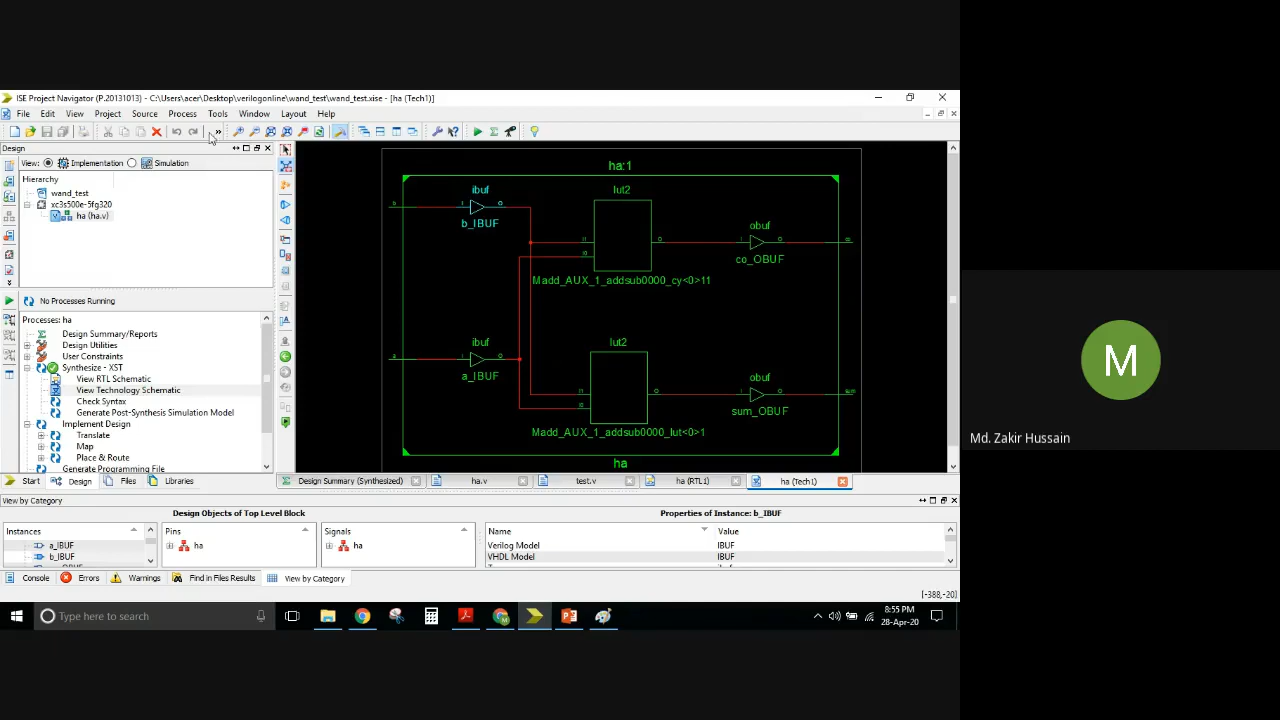 ISE Project Navigator (P.20131013) - C:\Users\acer\Desktop\verilogonline\wand_test\wand_test.xise - [ha (Tech1)]
File Edit View Project Source Process Tools Window Layout Help
Design
View: Implementation Simulation
Hierarchy
wand_test
xc3s500e-5fg320
ha (ha.v)
No Processes Running
Processes: ha
Design Summary/Reports
Design Utilities
User Constraints
Synthesize - XST
View RTL Schematic
View Technology Schematic
Check Syntax
Generate Post-Synthesis Simulation Model
Implement Design
Translate
Map
Place & Route
Generate Programming File
Start Design Files Libraries
ha:1
ibuf
b I O
b_IBUF
lut2
I1
I0
O
Madd_AUX_1_addsub0000_cy<0>11
obuf
I O
co_OBUF
ibuf
a I O
a_IBUF
lut2
I1
I0
O
Madd_AUX_1_addsub0000_lut<0>1
obuf
I O sum
sum_OBUF
ha
Design Summary (Synthesized) ha.v test.v ha (RTL1) ha (Tech1)
View by Category
Design Objects of Top Level Block
Properties of Instance: b_IBUF
Instances Pins Signals Name Value
a_IBUF ha ha Verilog Model IBUF
b_IBUF VHDL Model IBUF
Console Errors Warnings Find in Files Results View by Category
[-388,-20]
Type here to search
8:55 PM
28-Apr-20
M
Md. Zakir Hussain